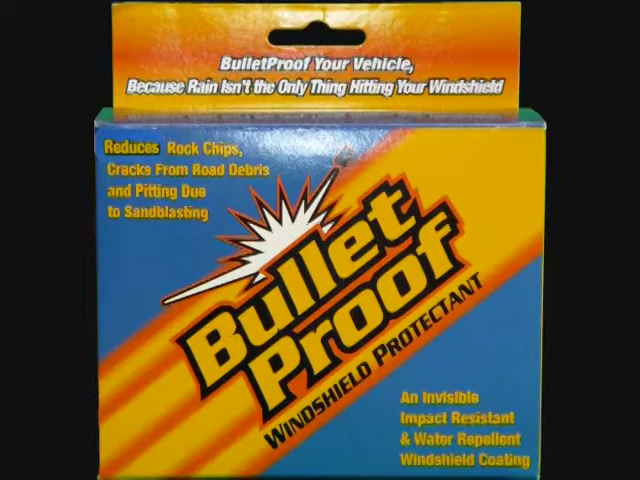 BulletProof Your Vehicle,
Because Rain Isn't the Only Thing Hitting Your Windshield
Reduces Rock Chips,
Cracks From Road Debris
and Pitting Due
to Sandblasting
Bullet
Proof
WINDSHIELD PROTECTANT
An Invisible
Impact Resistant
& Water Repellent
Windshield Coating